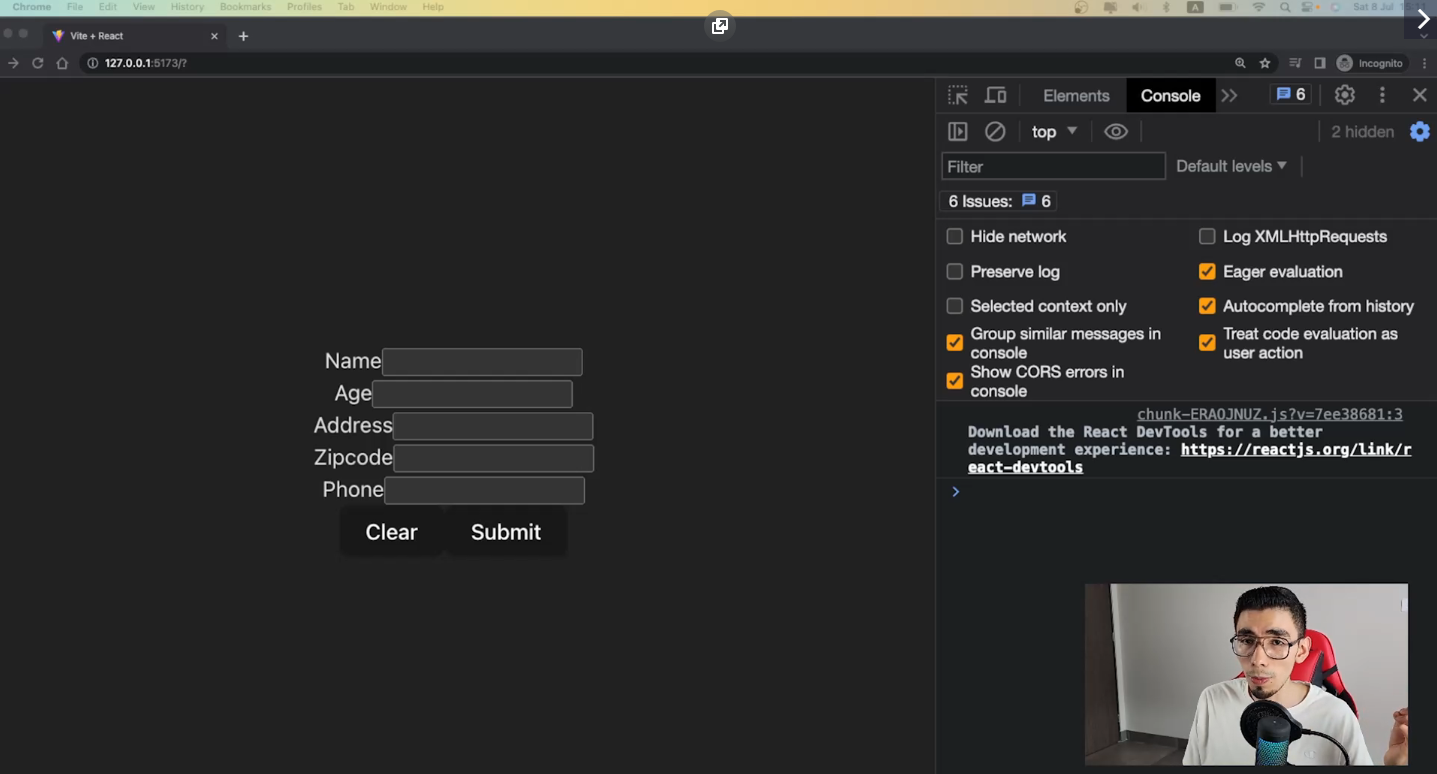 Chrome File Edit View History Bookmarks Profiles Tab Window Help A Sat 8 Jul
Vite + React
127.0.0.1:5173/?
Incognito
Elements Console 6
top 2 hidden
Filter Default levels
6 Issues: 6
Hide network Log XMLHttpRequests
Preserve log Eager evaluation
Selected context only Autocomplete from history
Group similar messages in console Treat code evaluation as user action
Show CORS errors in console
chunk-ERAOJNUZ.js?v=7ee38681:3
Download the React DevTools for a better
development experience: https://reactjs.org/link/r
eact-devtools
Name
Age
Address
Zipcode
Phone
Clear Submit